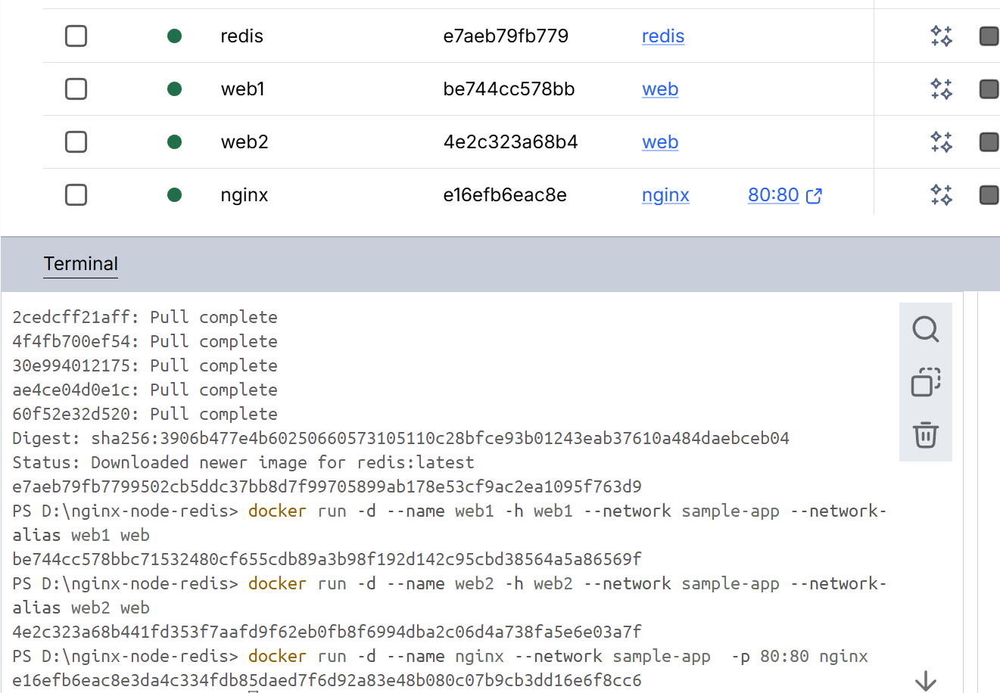 redis e7aeb79fb779 redis
web1 be744cc578bb web
web2 4e2c323a68b4 web
nginx e16efb6eac8e nginx 80:80
Terminal
2cedcff21aff: Pull complete
4f4fb700ef54: Pull complete
30e994012175: Pull complete
ae4ce04d0e1c: Pull complete
60f52e32d520: Pull complete
Digest: sha256:3906b477e4b60250660573105110c28bfce93b01243eab37610a484daebceb04
Status: Downloaded newer image for redis:latest
e7aeb79fb7799502cb5ddc37bb8d7f99705899ab178e53cf9ac2ea1095f763d9
PS D:\nginx-node-redis> docker run -d --name web1 -h web1 --network sample-app --network-
alias web1 web
be744cc578bbc71532480cf655cdb89a3b98f192d142c95cbd38564a5a86569f
PS D:\nginx-node-redis> docker run -d --name web2 -h web2 --network sample-app --network-
alias web2 web
4e2c323a68b441fd353f7aafd9f62eb0fb8f6994dba2c06d4a738fa5e6e03a7f
PS D:\nginx-node-redis> docker run -d --name nginx --network sample-app  -p 80:80 nginx
e16efb6eac8e3da4c334fdb85daed7f6d92a83e48b080c07b9cb3dd16e6f8cc6